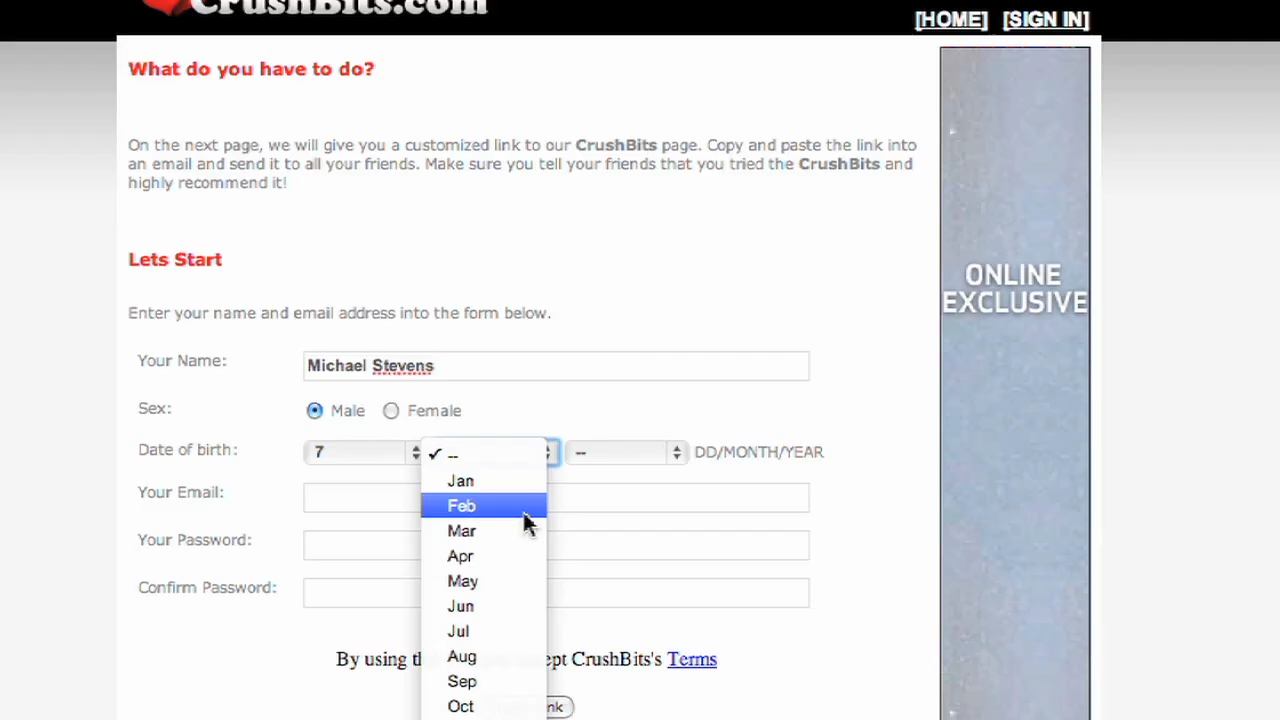 CrushBits.com
[HOME] [SIGN IN]
What do you have to do?
On the next page, we will give you a customized link to our CrushBits page. Copy and paste the link into
an email and send it to all your friends. Make sure you tell your friends that you tried the CrushBits and
highly recommend it!
ONLINE
EXCLUSIVE
Lets Start
Enter your name and email address into the form below.
Your Name: Michael Stevens
Sex: Male Female
Date of birth: 7 -- DD/MONTH/YEAR
✓ --
Jan
Feb
Mar
Apr
May
Jun
Jul
Aug
Sep
Oct
Your Email:
Your Password:
Confirm Password:
By using CrushBits's Terms